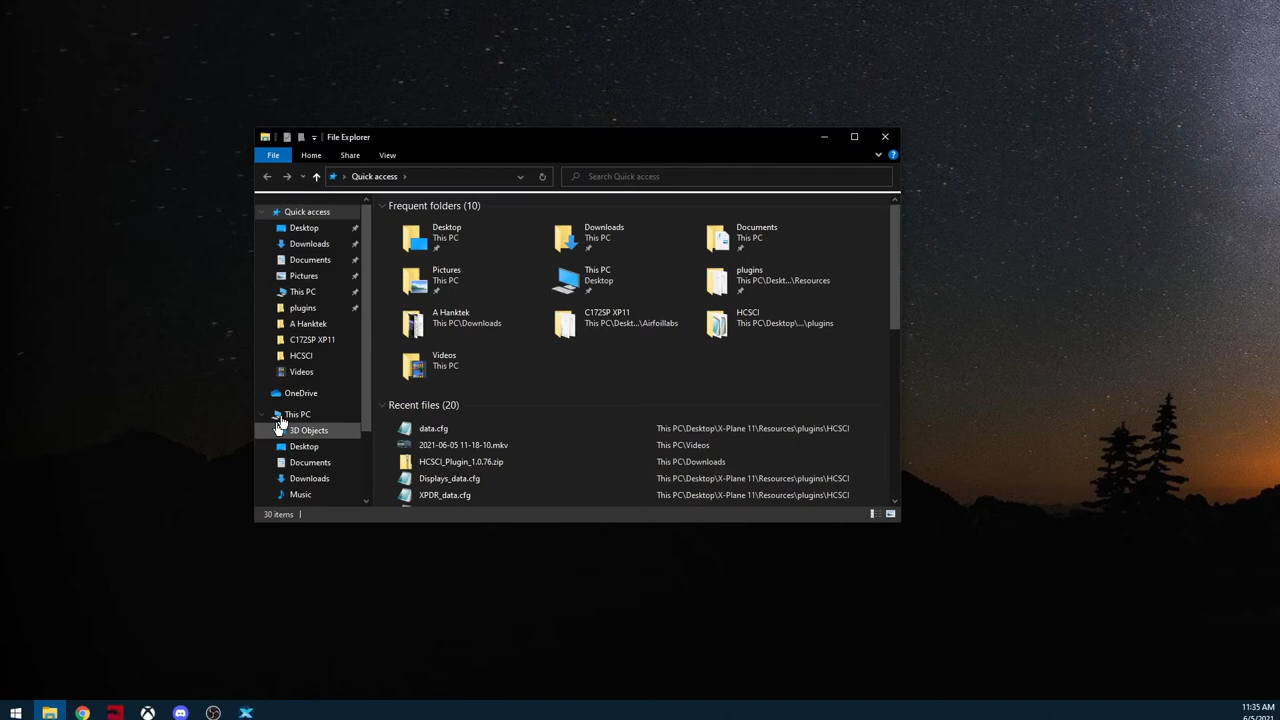 File Explorer
File Home Share View
Quick access
Search Quick access
Quick access
Desktop
Downloads
Documents
Pictures
This PC
plugins
A Hanktek
C172SP XP11
HCSCI
Videos
OneDrive
This PC
3D Objects
Desktop
Documents
Downloads
Music
Frequent folders (10)
Desktop
This PC
Downloads
This PC
Documents
This PC
Pictures
This PC
This PC
Desktop
plugins
This PC\Deskt...\Resources
A Hanktek
This PC\Downloads
C172SP XP11
This PC\Deskt...\Airfoillabs
HCSCI
This PC\Desktop\...\plugins
Videos
This PC
Recent files (20)
data.cfg This PC\Desktop\X-Plane 11\Resources\plugins\HCSCI
2021-06-05 11-18-10.mkv This PC\Videos
HCSCI_Plugin_1.0.76.zip This PC\Downloads
Displays_data.cfg This PC\Desktop\X-Plane 11\Resources\plugins\HCSCI
XPDR_data.cfg This PC\Desktop\X-Plane 11\Resources\plugins\HCSCI
30 items
11:35 AM
6/5/2021